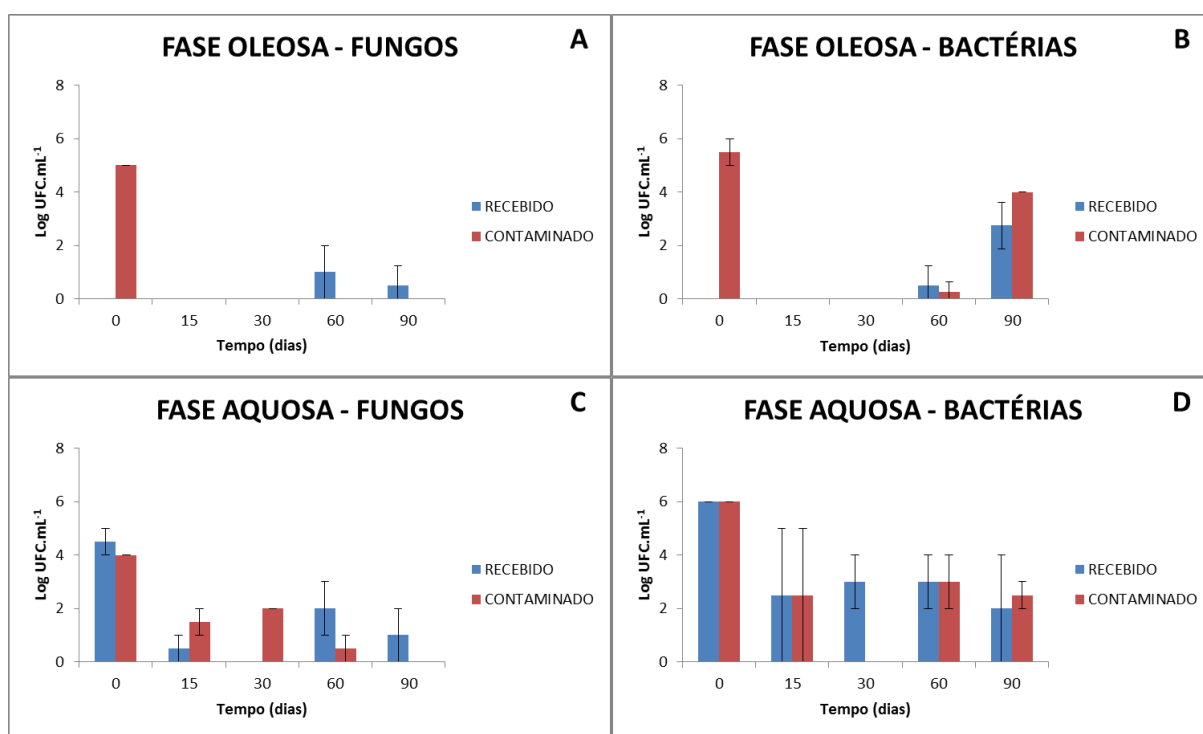 FASE OLEOSA - FUNGOS
A
8
6
4
2
0
Log UFC.mL-1
0 15 30 60 90
Tempo (dias)
RECEBIDO
CONTAMINADO
FASE OLEOSA - BACTÉRIAS
B
8
6
4
2
0
Log UFC.mL-1
0 15 30 60 90
Tempo (dias)
RECEBIDO
CONTAMINADO
FASE AQUOSA - FUNGOS
C
8
6
4
2
0
Log UFC.mL-1
0 15 30 60 90
Tempo (dias)
RECEBIDO
CONTAMINADO
FASE AQUOSA - BACTÉRIAS
D
8
6
4
2
0
Log UFC.mL-1
0 15 30 60 90
Tempo (dias)
RECEBIDO
CONTAMINADO